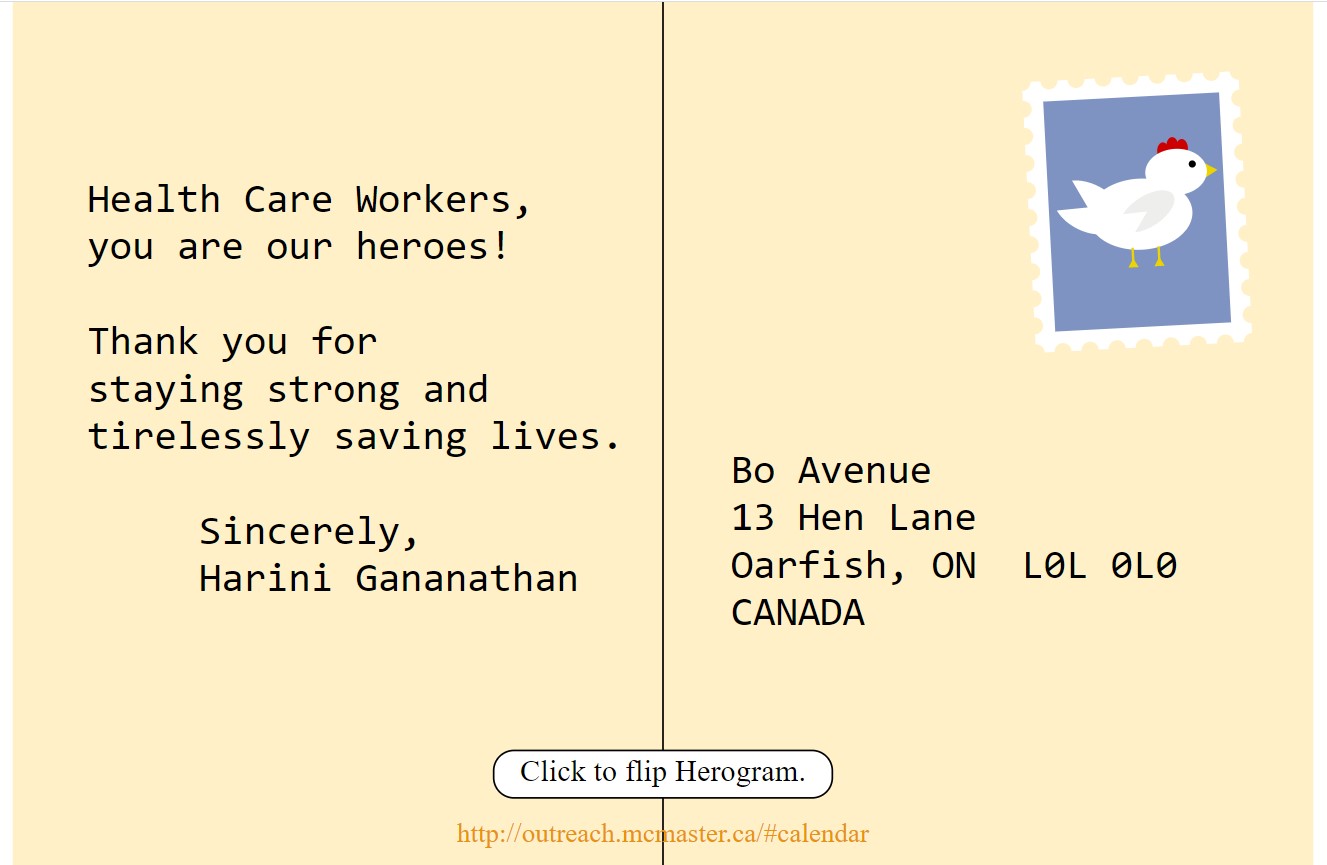 Health Care Workers,
you are our heroes!
Thank you for
staying strong and
tirelessly saving lives.
Sincerely,
Harini Gananathan
Bo Avenue
13 Hen Lane
Oarfish, ON  L0L 0L0
CANADA
Click to flip Herogram.
http://outreach.mcmaster.ca/#calendar